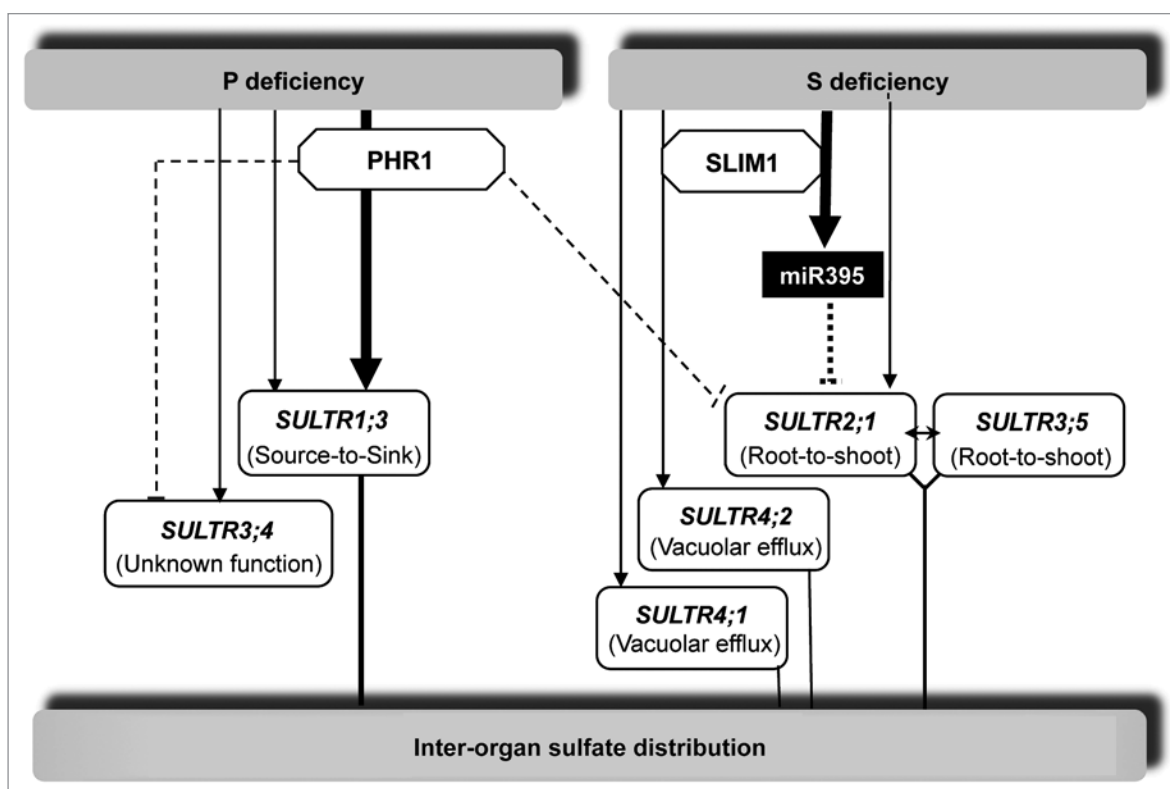 P deficiency
S deficiency
PHR1
SLIM1
miR395
SULTR1;3
(Source-to-Sink)
SULTR2;1
(Root-to-shoot)
SULTR3;5
(Root-to-shoot)
SULTR3;4
(Unknown function)
SULTR4;2
(Vacuolar efflux)
SULTR4;1
(Vacuolar efflux)
Inter-organ sulfate distribution